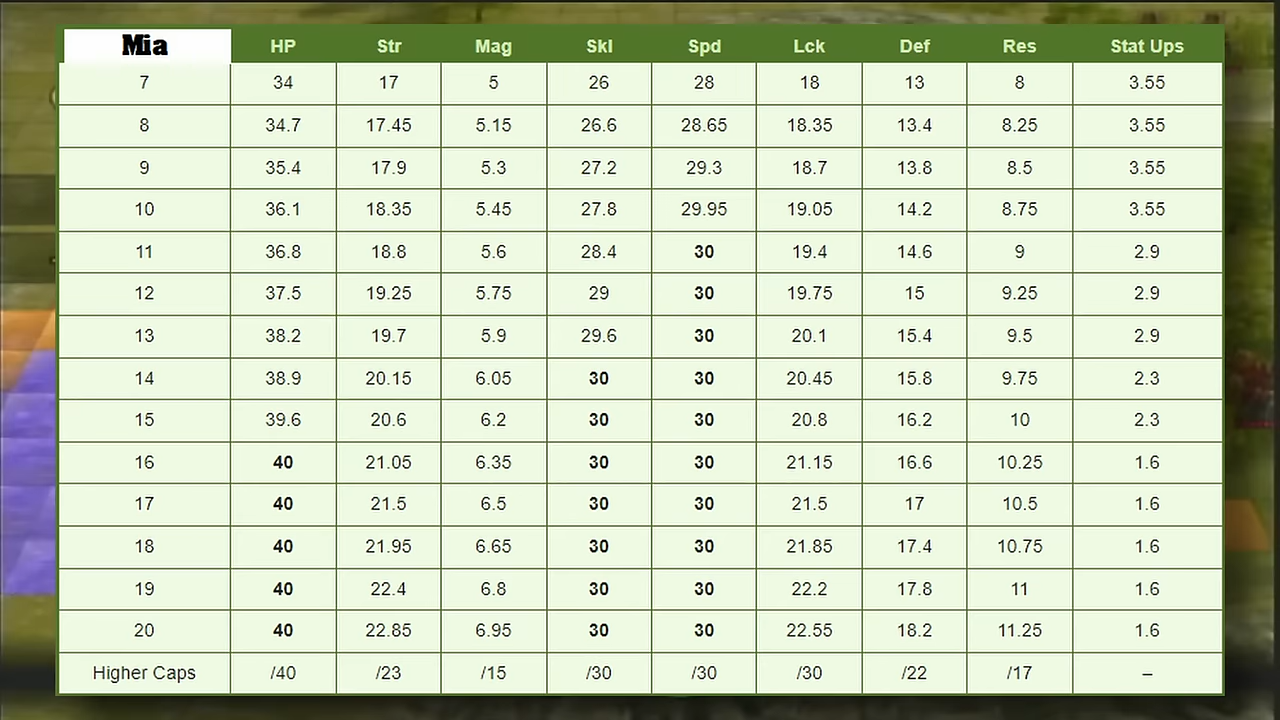 Mia HP Str Mag Skl Spd Lck Def Res Stat Ups
7 34 17 5 26 28 18 13 8 3.55
8 34.7 17.45 5.15 26.6 28.65 18.35 13.4 8.25 3.55
9 35.4 17.9 5.3 27.2 29.3 18.7 13.8 8.5 3.55
10 36.1 18.35 5.45 27.8 29.95 19.05 14.2 8.75 3.55
11 36.8 18.8 5.6 28.4 30 19.4 14.6 9 2.9
12 37.5 19.25 5.75 29 30 19.75 15 9.25 2.9
13 38.2 19.7 5.9 29.6 30 20.1 15.4 9.5 2.9
14 38.9 20.15 6.05 30 30 20.45 15.8 9.75 2.3
15 39.6 20.6 6.2 30 30 20.8 16.2 10 2.3
16 40 21.05 6.35 30 30 21.15 16.6 10.25 1.6
17 40 21.5 6.5 30 30 21.5 17 10.5 1.6
18 40 21.95 6.65 30 30 21.85 17.4 10.75 1.6
19 40 22.4 6.8 30 30 22.2 17.8 11 1.6
20 40 22.85 6.95 30 30 22.55 18.2 11.25 1.6
Higher Caps /40 /23 /15 /30 /30 /30 /22 /17 –